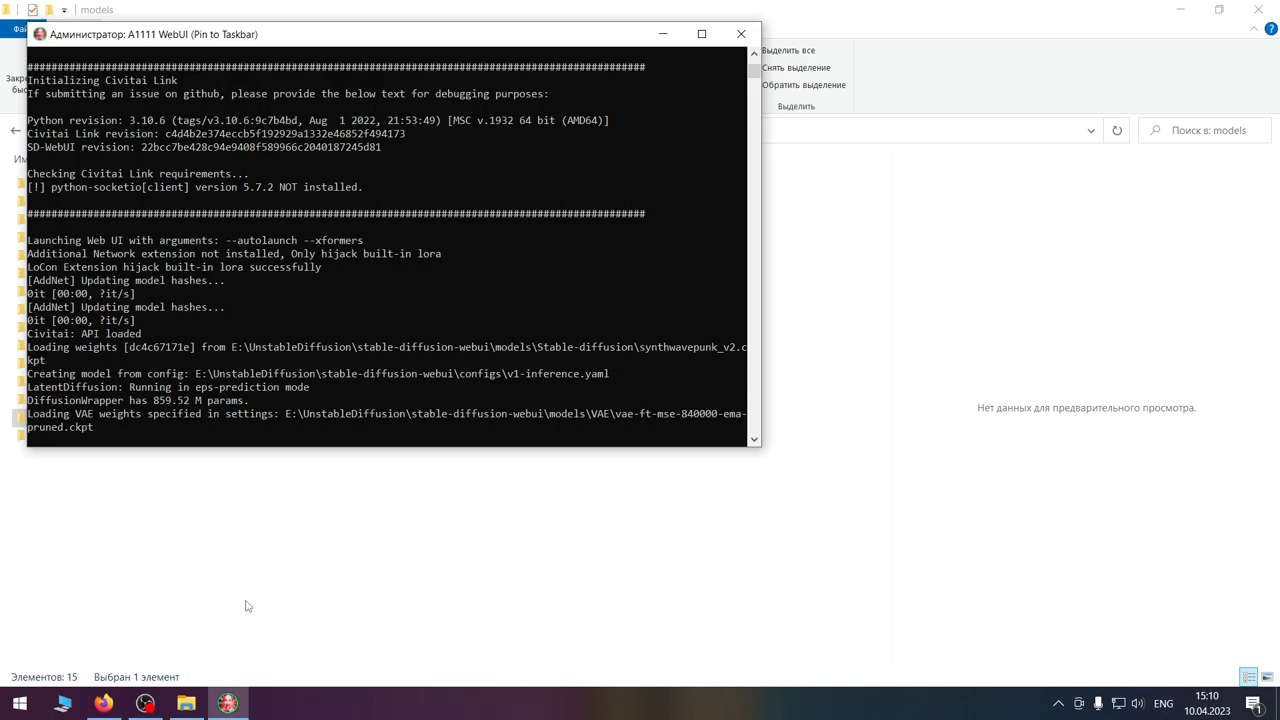 models
Фай
Администратор: A1111 WebUI (Pin to Taskbar)
Выделить все
Снять выделение
Обратить выделение
Выделить
Поиск в: models
################################################################################################
Initializing Civitai Link
If submitting an issue on github, please provide the below text for debugging purposes:
Python revision: 3.10.6 (tags/v3.10.6:9c7b4bd, Aug  1 2022, 21:53:49) [MSC v.1932 64 bit (AMD64)]
Civitai Link revision: c4d4b2e374eccb5f192929a1332e46852f494173
SD-WebUI revision: 22bcc7be428c94e9408f589966c2040187245d81
Checking Civitai Link requirements...
[!] python-socketio[client] version 5.7.2 NOT installed.
################################################################################################
Launching Web UI with arguments: --autolaunch --xformers
Additional Network extension not installed, Only hijack built-in lora
LoCon Extension hijack built-in lora successfully
[AddNet] Updating model hashes...
0it [00:00, ?it/s]
[AddNet] Updating model hashes...
0it [00:00, ?it/s]
Civitai: API loaded
Loading weights [dc4c67171e] from E:\UnstableDiffusion\stable-diffusion-webui\models\Stable-diffusion\synthwavepunk_v2.c
kpt
Creating model from config: E:\UnstableDiffusion\stable-diffusion-webui\configs\v1-inference.yaml
LatentDiffusion: Running in eps-prediction mode
DiffusionWrapper has 859.52 M params.
Loading VAE weights specified in settings: E:\UnstableDiffusion\stable-diffusion-webui\models\VAE\vae-ft-mse-840000-ema-
pruned.ckpt
Нет данных для предварительного просмотра.
Элементов: 15
Выбран 1 элемент
ENG
15:10
10.04.2023
1